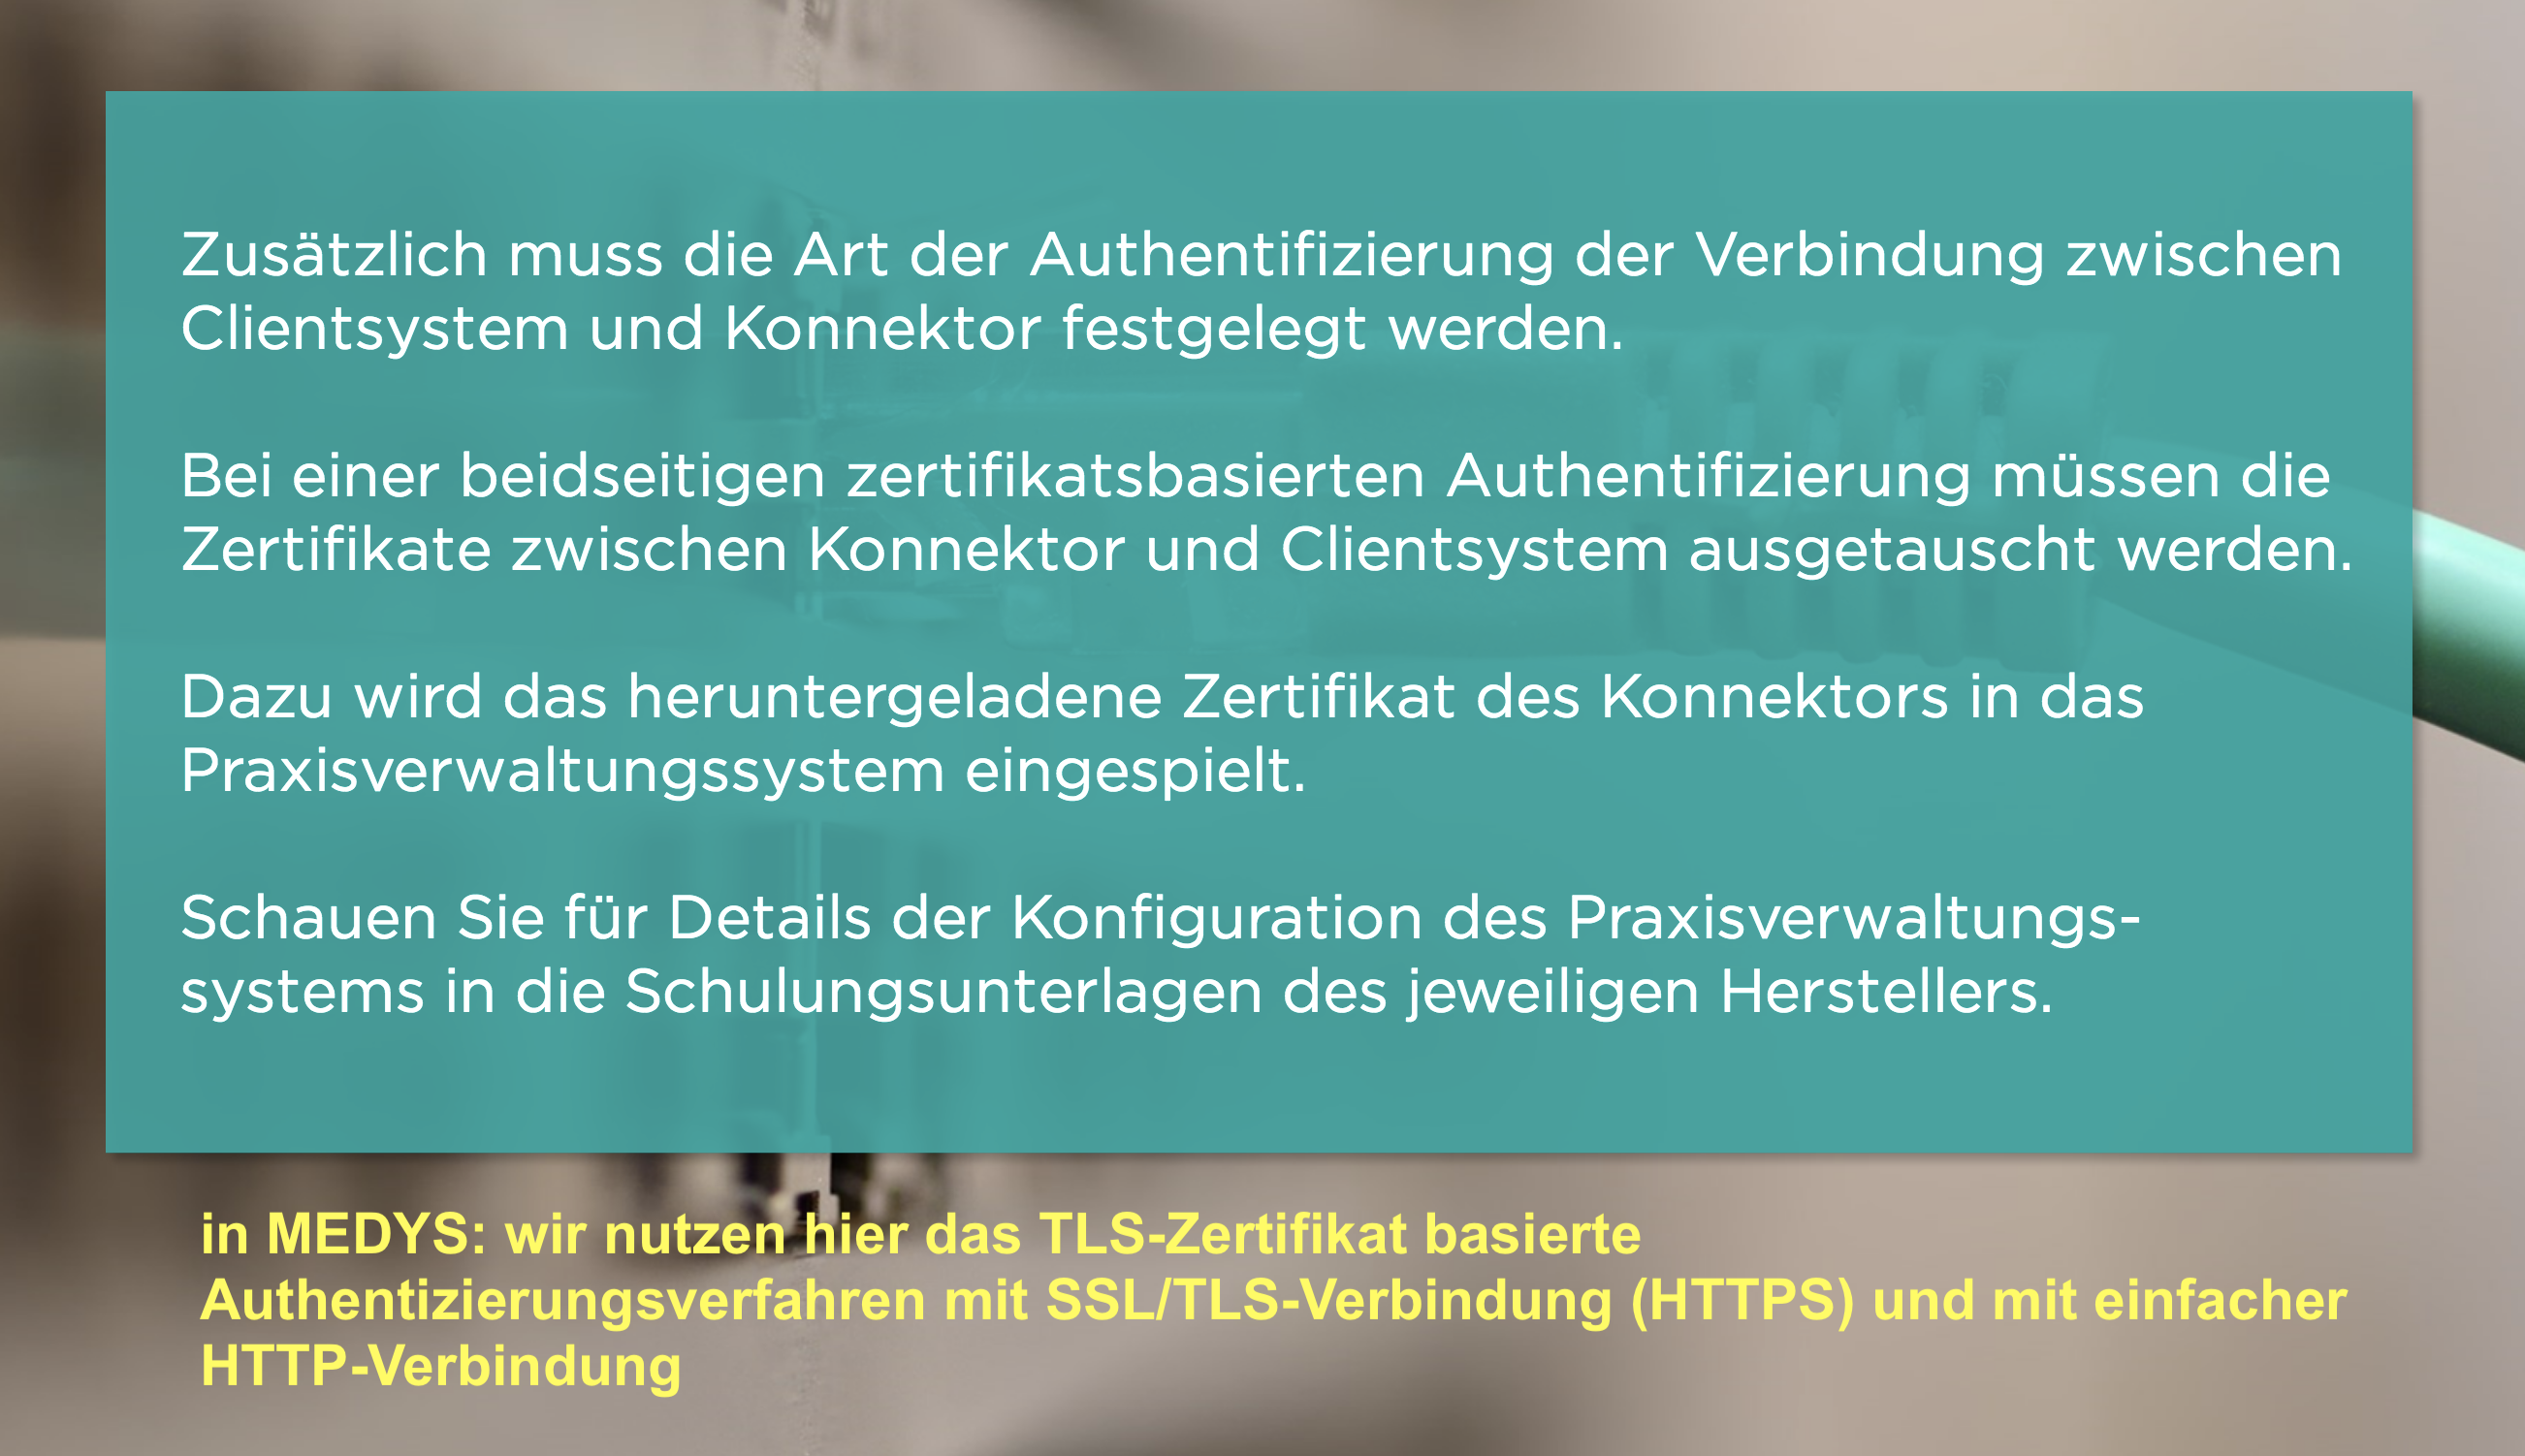 Zusätzlich muss die Art der Authentifizierung der Verbindung zwischen
Clientsystem und Konnektor festgelegt werden.
Bei einer beidseitigen zertifikatsbasierten Authentifizierung müssen die
Zertifikate zwischen Konnektor und Clientsystem ausgetauscht werden.
Dazu wird das heruntergeladene Zertifikat des Konnektors in das
Praxisverwaltungssystem eingespielt.
Schauen Sie für Details der Konfiguration des Praxisverwaltungs-
systems in die Schulungsunterlagen des jeweiligen Herstellers.
in MEDYS: wir nutzen hier das TLS-Zertifikat basierte
Authentizierungsverfahren mit SSL/TLS-Verbindung (HTTPS) und mit einfacher
HTTP-Verbindung